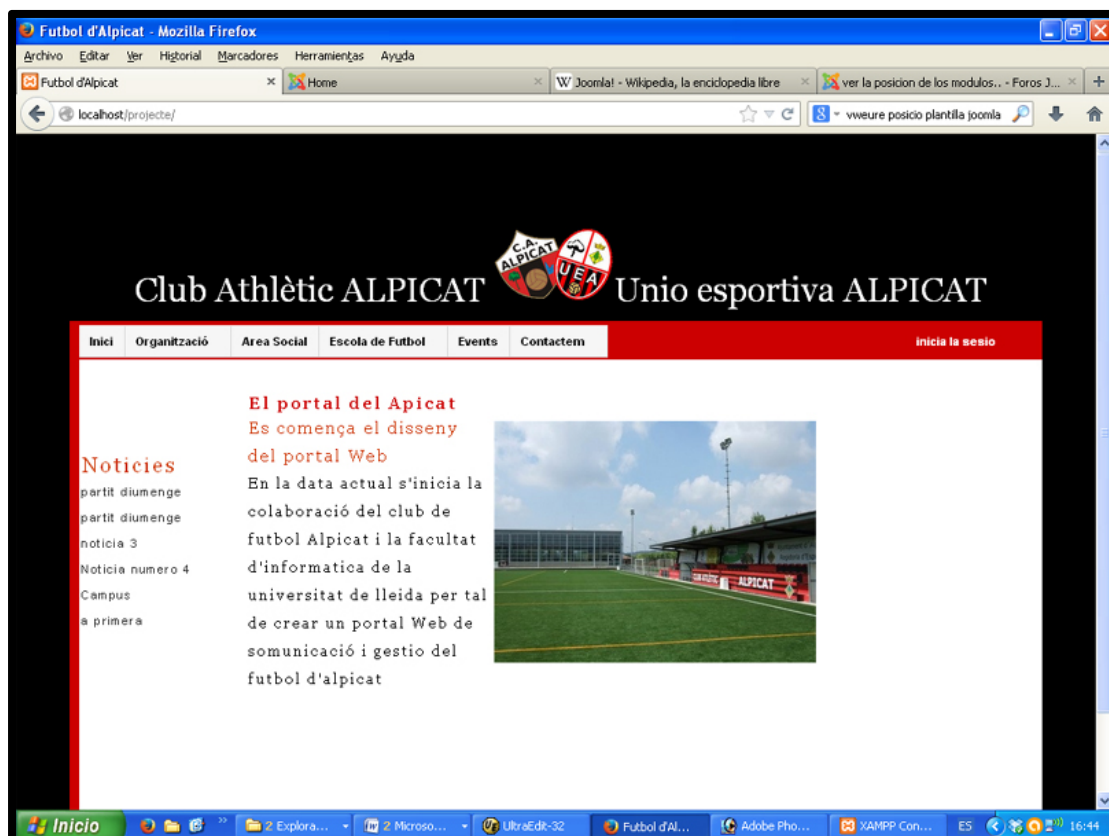 Futbol d'Alpicat - Mozilla Firefox
Archivo Editar Ver Historial Marcadores Herramientas Ayuda
Futbol d'Alpicat
Home
Joomla! - Wikipedia, la enciclopedia libre
ver la posicion de los modulos.. - Foros J...
localhost/projecte/
vweure posicio plantilla joomla
Club Athlètic ALPICAT
C.A. ALPICAT
UEA
Unio esportiva ALPICAT
Inici Organització Area Social Escola de Futbol Events Contactem
inicia la sesio
Noticies
partit diumenge
partit diumenge
noticia 3
Noticia numero 4
Campus
a primera
El portal del Apicat
Es comença el disseny
del portal Web
En la data actual s'inicia la
colaboració del club de
futbol Alpicat i la facultat
d'informatica de la
universitat de lleida per tal
de crear un portal Web de
somunicació i gestio del
futbol d'alpicat
CLUB ATLÈTIC ALPICAT
Inicio
2 Explora...
2 Microso...
UltraEdit-32
Futbol d'Al...
Adobe Pho...
XAMPP Con...
ES
16:44